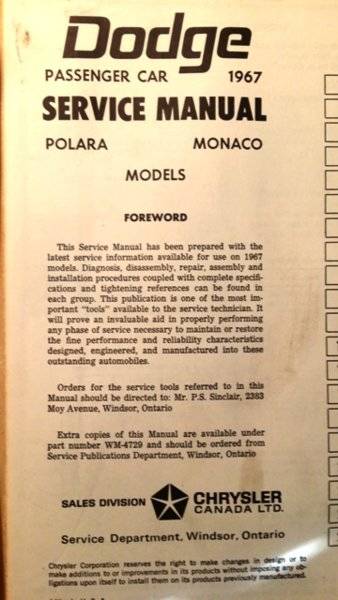 Dodge
PASSENGER CAR 1967
SERVICE MANUAL
POLARA MONACO
MODELS
FOREWORD
This Service Manual has been prepared with the
latest service information available for use on 1967
models. Diagnosis, disassembly, repair, assembly and
installation procedures coupled with complete specifi-
cations and tightening references can be found in
each group. This publication is one of the most im-
portant "tools" available to the service technician. It
will prove an invaluable aid in properly performing
any phase of service necessary to maintain or restore
the fine performance and reliability characteristics
designed, engineered, and manufactured into these
outstanding automobiles.
Orders for the service tools referred to in this
Manual should be directed to: Mr. P.S. Sinclair, 2383
Moy Avenue, Windsor, Ontario
Extra copies of this Manual are available under
part number WM-4729 and should be ordered from
Service Publications Department, Windsor, Ontario
SALES DIVISION CHRYSLER
CANADA LTD.
Service Department, Windsor, Ontario
Chrysler Corporation reserves the right to make changes in design or to
make additions to or improvements in its products without imposing any ob-
ligations upon itself to install them on its products previously manufactured.